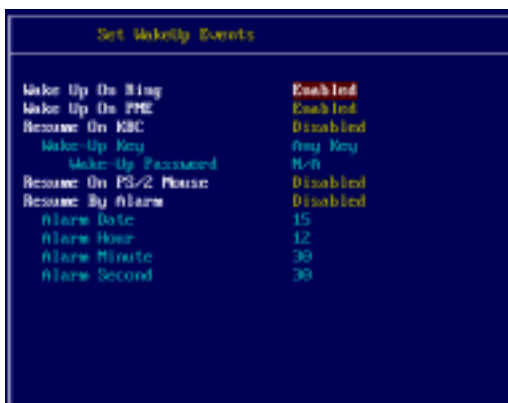 Set WakeUp Events
Wake Up On Ring Enabled
Wake Up On PME Enabled
Resume On KBC Disabled
Wake-Up Key Any Key
Wake-Up Password N/A
Resume On PS/2 Mouse Disabled
Resume By Alarm Disabled
Alarm Date 15
Alarm Hour 12
Alarm Minute 30
Alarm Second 30